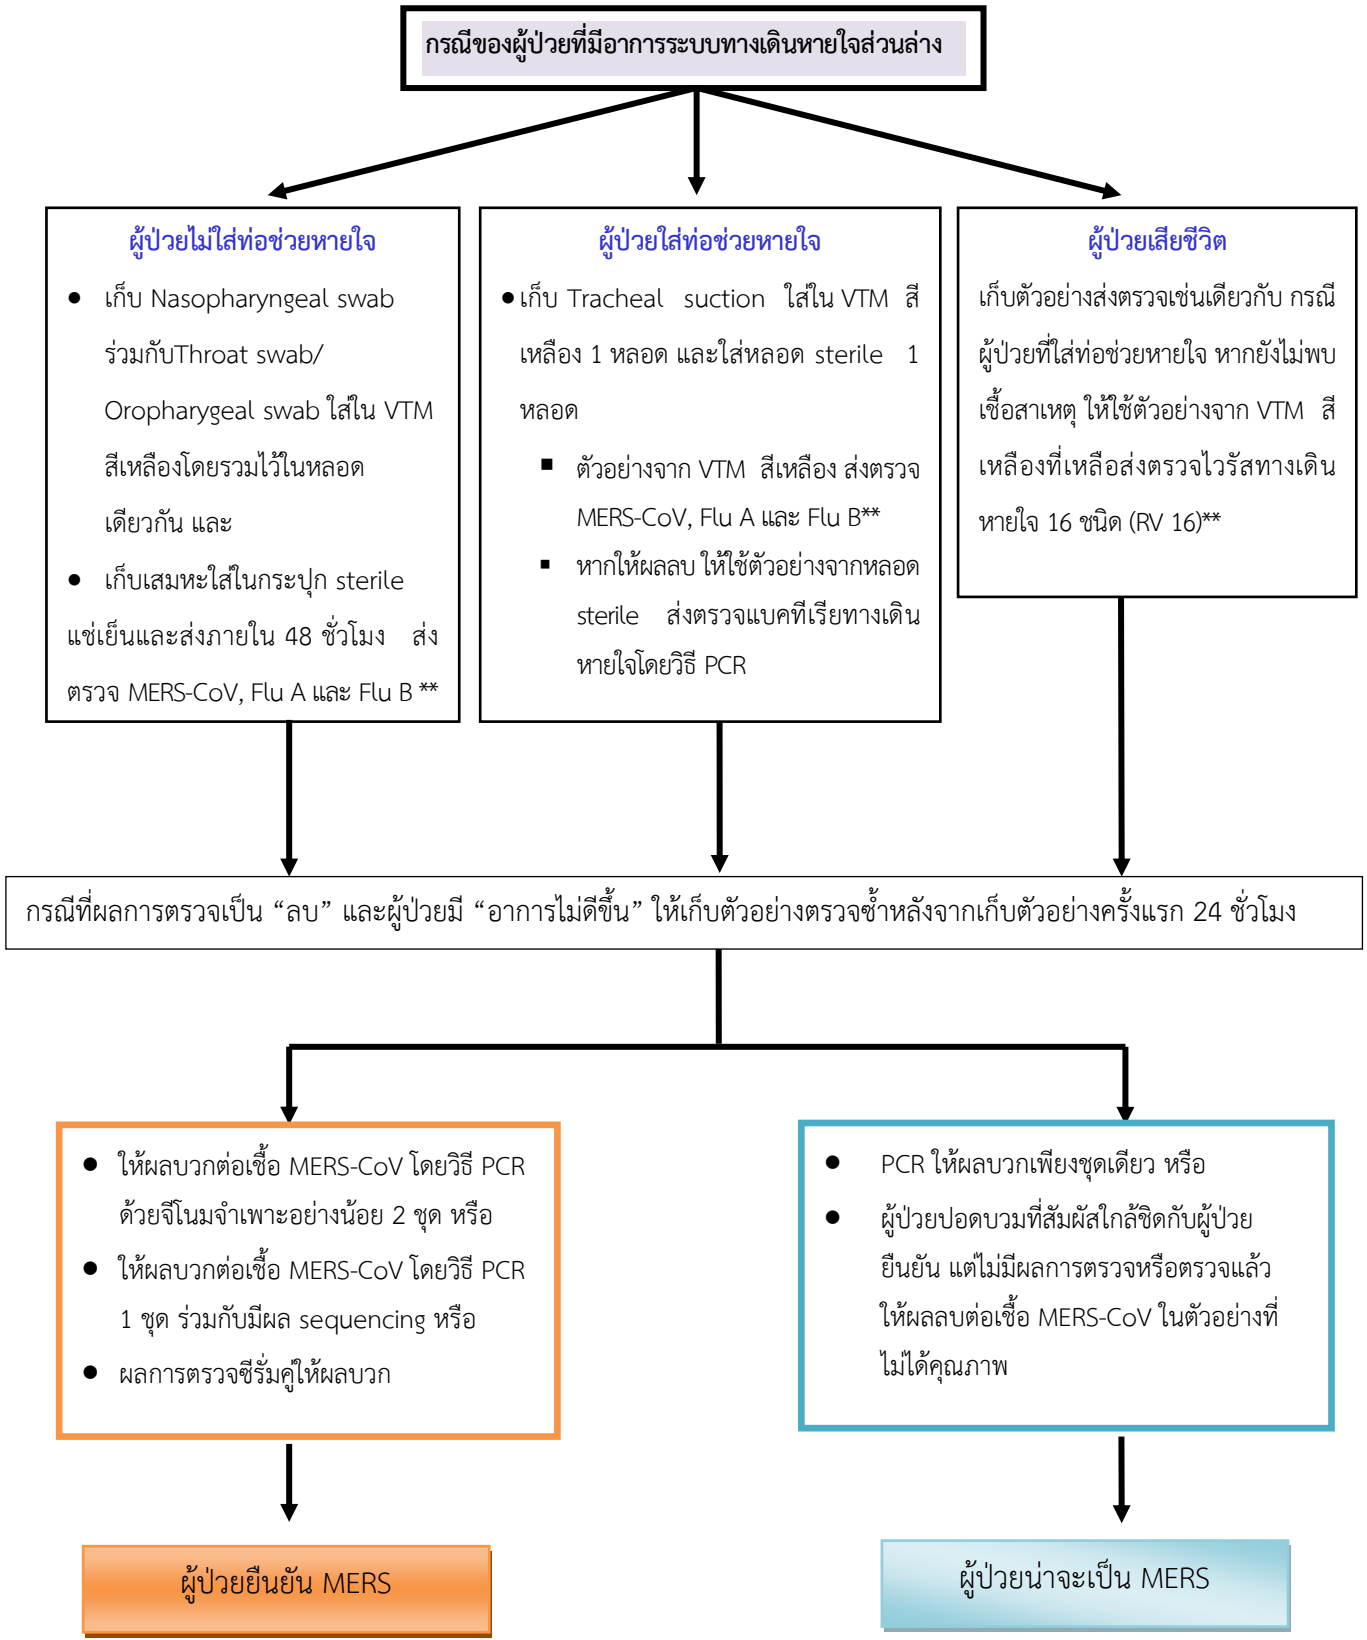 กรณีของผู้ป่วยที่มีอาการระบบทางเดินหายใจส่วนล่าง
ผู้ป่วยไม่ใส่ท่อช่วยหายใจ
● เก็บ Nasopharyngeal swab
ร่วมกับThroat swab/
Oropharygeal swab ใส่ใน VTM
สีเหลืองโดยรวมไว้ในหลอด
เดียวกัน และ
● เก็บเสมหะใส่ในกระปุก sterile
แช่เย็นและส่งภายใน 48 ชั่วโมง ส่ง
ตรวจ MERS-CoV, Flu A และ Flu B **
ผู้ป่วยใส่ท่อช่วยหายใจ
● เก็บ Tracheal suction ใส่ใน VTM สี
เหลือง 1 หลอด และใส่หลอด sterile 1
หลอด
■ ตัวอย่างจาก VTM สีเหลือง ส่งตรวจ
MERS-CoV, Flu A และ Flu B**
■ หากให้ผลลบ ให้ใช้ตัวอย่างจากหลอด
sterile ส่งตรวจแบคทีเรียทางเดิน
หายใจโดยวิธี PCR
ผู้ป่วยเสียชีวิต
เก็บตัวอย่างส่งตรวจเช่นเดียวกับ กรณี
ผู้ป่วยที่ใส่ท่อช่วยหายใจ หากยังไม่พบ
เชื้อสาเหตุ ให้ใช้ตัวอย่างจาก VTM สี
เหลืองที่เหลือส่งตรวจไวรัสทางเดิน
หายใจ 16 ชนิด (RV 16)**
กรณีที่ผลการตรวจเป็น “ลบ” และผู้ป่วยมี “อาการไม่ดีขึ้น” ให้เก็บตัวอย่างตรวจซ้ำหลังจากเก็บตัวอย่างครั้งแรก 24 ชั่วโมง
● ให้ผลบวกต่อเชื้อ MERS-CoV โดยวิธี PCR
ด้วยจีโนมจำเพาะอย่างน้อย 2 ชุด หรือ
● ให้ผลบวกต่อเชื้อ MERS-CoV โดยวิธี PCR
1 ชุด ร่วมกับมีผล sequencing หรือ
● ผลการตรวจซีรั่มคู่ให้ผลบวก
● PCR ให้ผลบวกเพียงชุดเดียว หรือ
● ผู้ป่วยปอดบวมที่สัมผัสใกล้ชิดกับผู้ป่วย
ยืนยัน แต่ไม่มีผลการตรวจหรือตรวจแล้ว
ให้ผลลบต่อเชื้อ MERS-CoV ในตัวอย่างที่
ไม่ได้คุณภาพ
ผู้ป่วยยืนยัน MERS
ผู้ป่วยน่าจะเป็น MERS